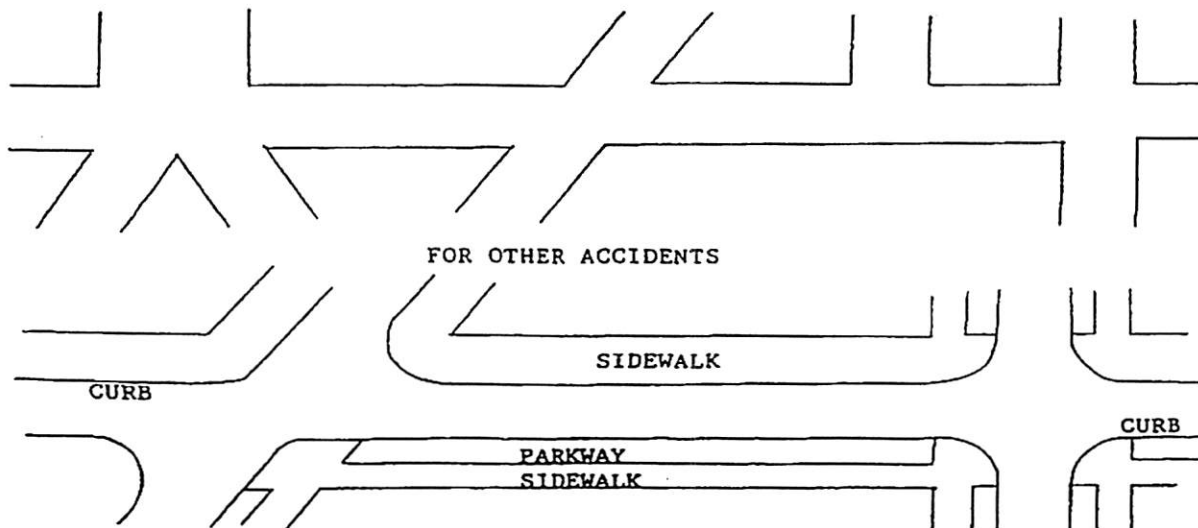 FOR OTHER ACCIDENTS
SIDEWALK
CURB
CURB
PARKWAY
SIDEWALK